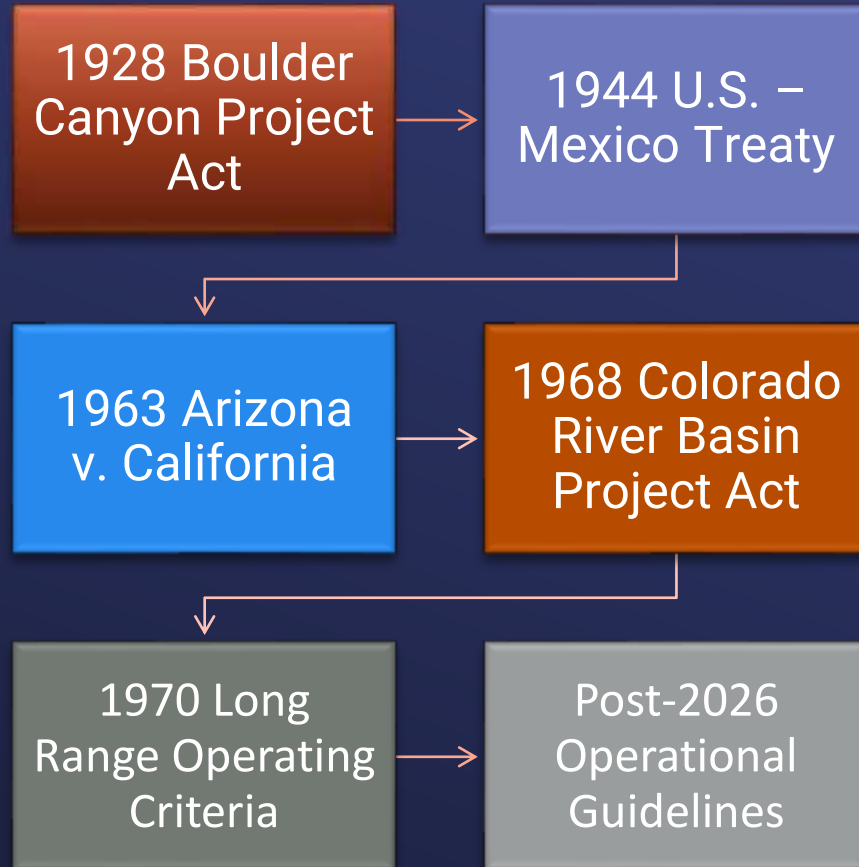 1928 Boulder
Canyon Project
Act
1944 U.S. –
Mexico Treaty
1963 Arizona
v. California
1968 Colorado
River Basin
Project Act
1970 Long
Range Operating
Criteria
Post-2026
Operational
Guidelines